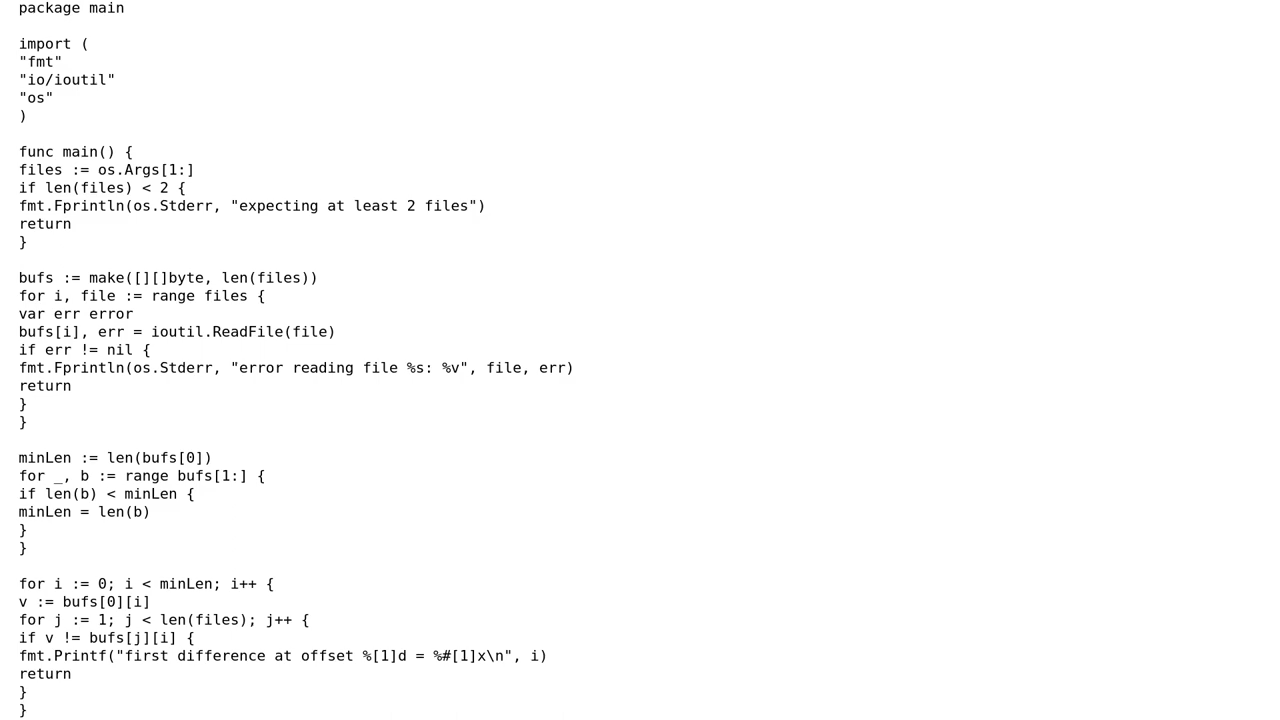 package main

import (
"fmt"
"io/ioutil"
"os"
)

func main() {
files := os.Args[1:]
if len(files) < 2 {
fmt.Fprintln(os.Stderr, "expecting at least 2 files")
return
}

bufs := make([][]byte, len(files))
for i, file := range files {
var err error
bufs[i], err = ioutil.ReadFile(file)
if err != nil {
fmt.Fprintln(os.Stderr, "error reading file %s: %v", file, err)
return
}
}

minLen := len(bufs[0])
for _, b := range bufs[1:] {
if len(b) < minLen {
minLen = len(b)
}
}

for i := 0; i < minLen; i++ {
v := bufs[0][i]
for j := 1; j < len(files); j++ {
if v != bufs[j][i] {
fmt.Printf("first difference at offset %[1]d = %#[1]x\n", i)
return
}
}